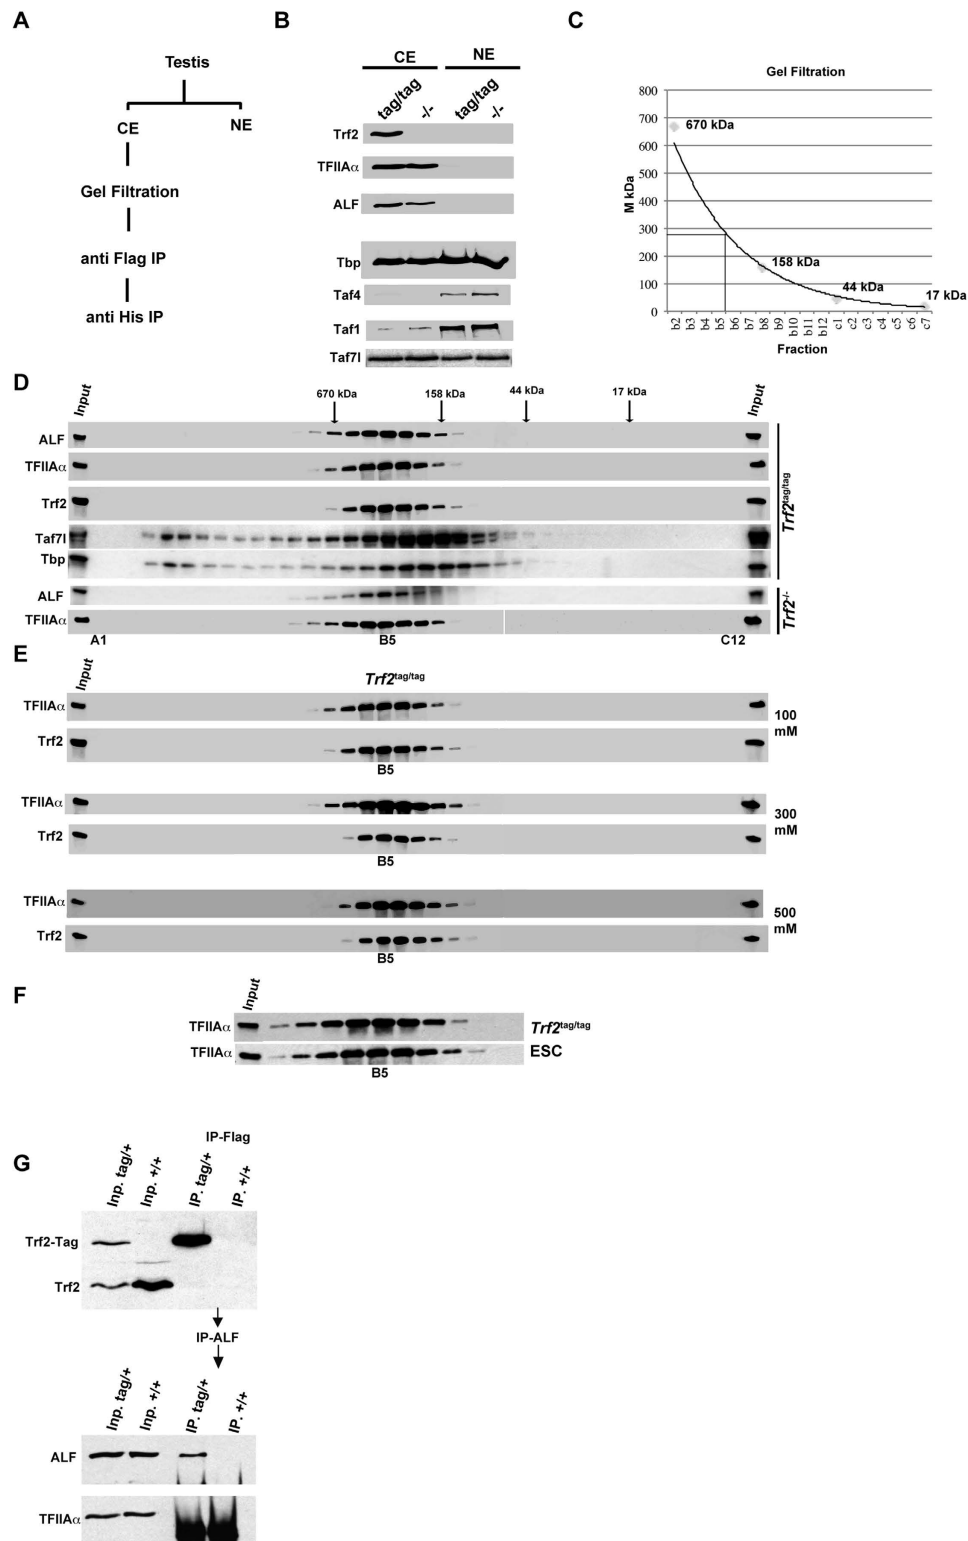 A
Testis
CE
NE
Gel Filtration
anti Flag IP
anti His IP
B
CE
NE
tag/tag
-/-
tag/tag
-/-
Trf2
TFIIAα
ALF
Tbp
Taf4
Taf1
Taf7l
C
Gel Filtration
800
700
600
500
400
300
200
100
0
M kDa
670 kDa
158 kDa
44 kDa
17 kDa
b2 b3 b4 b5 b6 b7 b8 b9 b10 b11 b12 c1 c2 c3 c4 c5 c6 c7
Fraction
D
Input
670 kDa
158 kDa
44 kDa
17 kDa
Input
ALF
TFIIAα
Trf2
Taf7l
Tbp
Trf2tag/tag
ALF
TFIIAα
Trf2-/-
A1
B5
C12
E
Input
Trf2tag/tag
TFIIAα
Trf2
100
mM
B5
TFIIAα
Trf2
300
mM
B5
TFIIAα
Trf2
500
mM
B5
F
Input
TFIIAα
Trf2tag/tag
TFIIAα
ESC
B5
G
IP-Flag
Inp. tag/+
Inp. +/+
IP. tag/+
IP. +/+
Trf2-Tag
Trf2
IP-ALF
Inp. tag/+
Inp. +/+
IP. tag/+
IP. +/+
ALF
TFIIAα